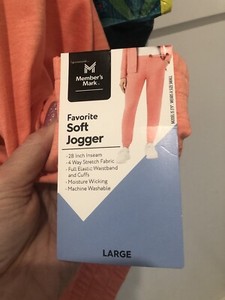 Member's
Mark
Favorite
Soft
Jogger
- 28 inch Inseam
- 4 Way Stretch Fabric
- Full Elastic Waistband
and Cuffs
- Moisture Wicking
- Machine Washable
LARGE